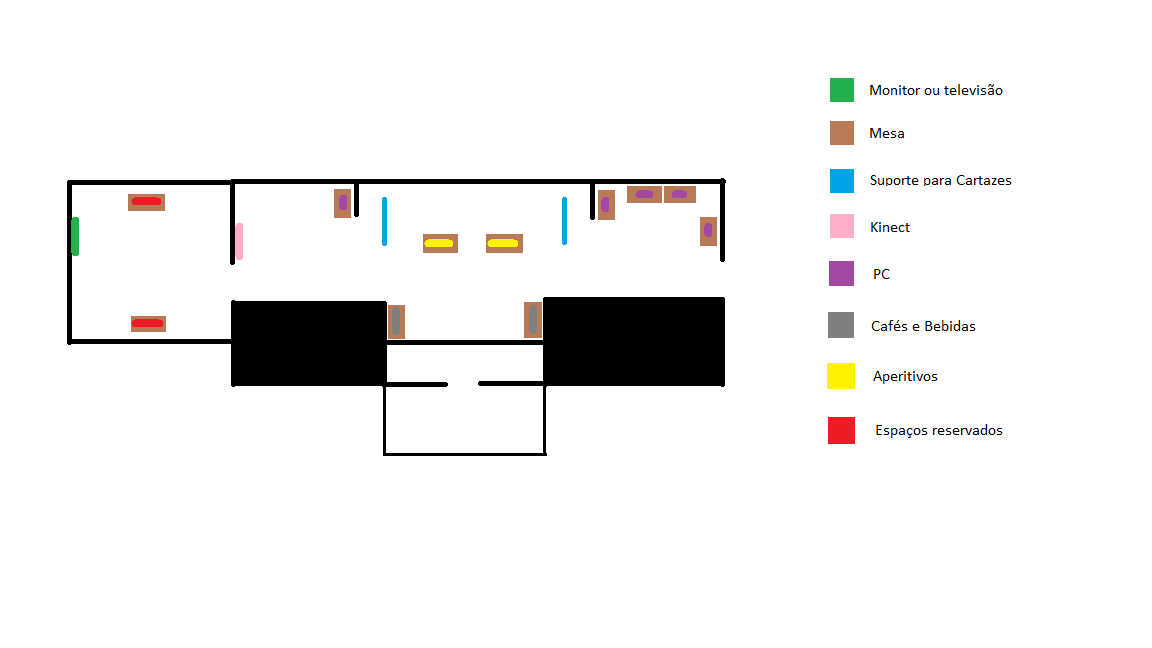 Monitor ou televisão
Mesa
Suporte para Cartazes
Kinect
PC
Cafés e Bebidas
Aperitivos
Espaços reservados